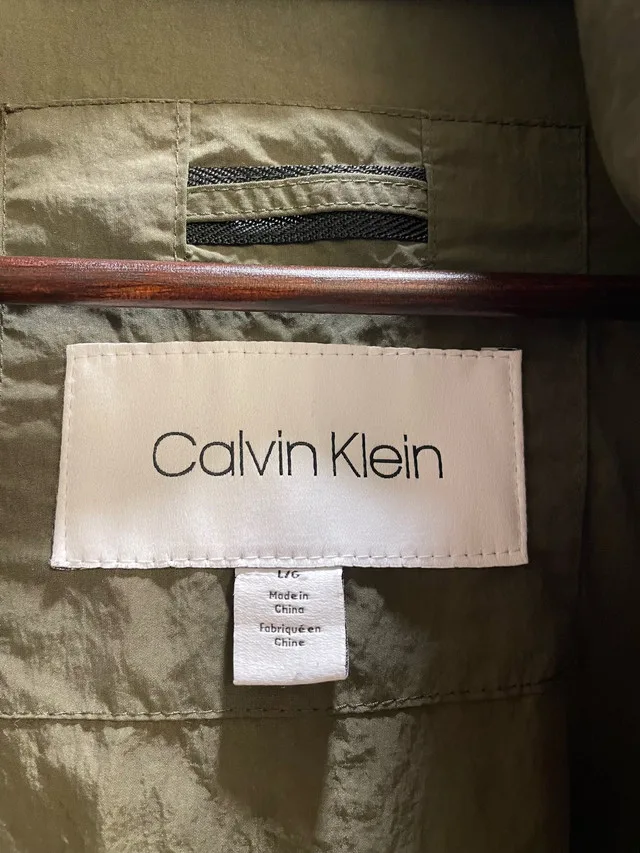 Calvin Klein
L/G
Made in
China
Fabriqué en
Chine